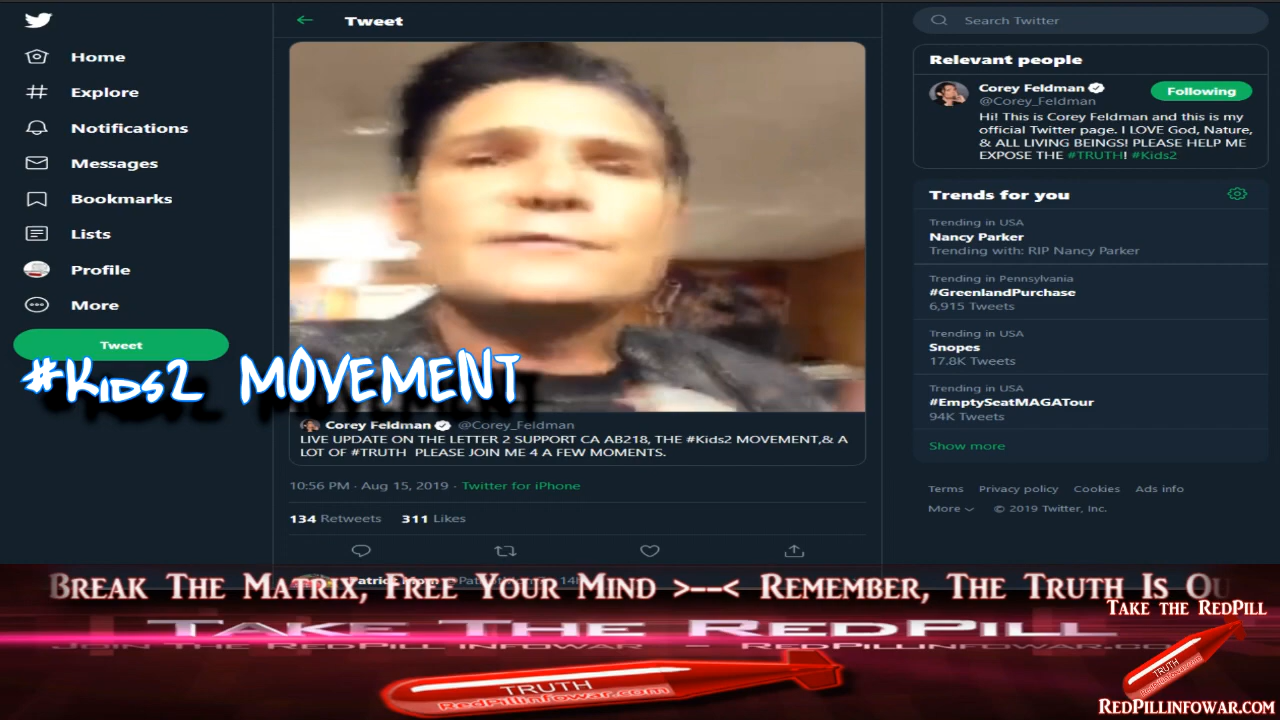 Home
Explore
Notifications
Messages
Bookmarks
Lists
Profile
More
Tweet
#Kids2 MOVEMENT
Tweet
Corey Feldman @Corey_Feldman
LIVE UPDATE ON THE LETTER 2 SUPPORT CA AB218, THE #Kids2 MOVEMENT,& A
LOT OF #TRUTH PLEASE JOIN ME 4 A FEW MOMENTS.
10:56 PM · Aug 15, 2019 · Twitter for iPhone
134 Retweets 311 Likes
Search Twitter
Relevant people
Corey Feldman
@Corey_Feldman
Following
Hi! This is Corey Feldman and this is my
official Twitter page. I LOVE God, Nature,
& ALL LIVING BEINGS! PLEASE HELP ME
EXPOSE THE #TRUTH! #Kids2
Trends for you
Trending in USA
Nancy Parker
Trending with: RIP Nancy Parker
Trending in Pennsylvania
#GreenlandPurchase
6,915 Tweets
Trending in USA
Snopes
17.8K Tweets
Trending in USA
#EmptySeatMAGATour
94K Tweets
Show more
Terms Privacy policy Cookies Ads info
More © 2019 Twitter, Inc.
Break The Matrix, Free Your Mind >--< Remember, The Truth Is Ou
Take The RedPill
Join The RedPill Infowar –
TRUTH
RedPillinfowar.com
Take the RedPill
TRUTH
RedPillinfowar.com